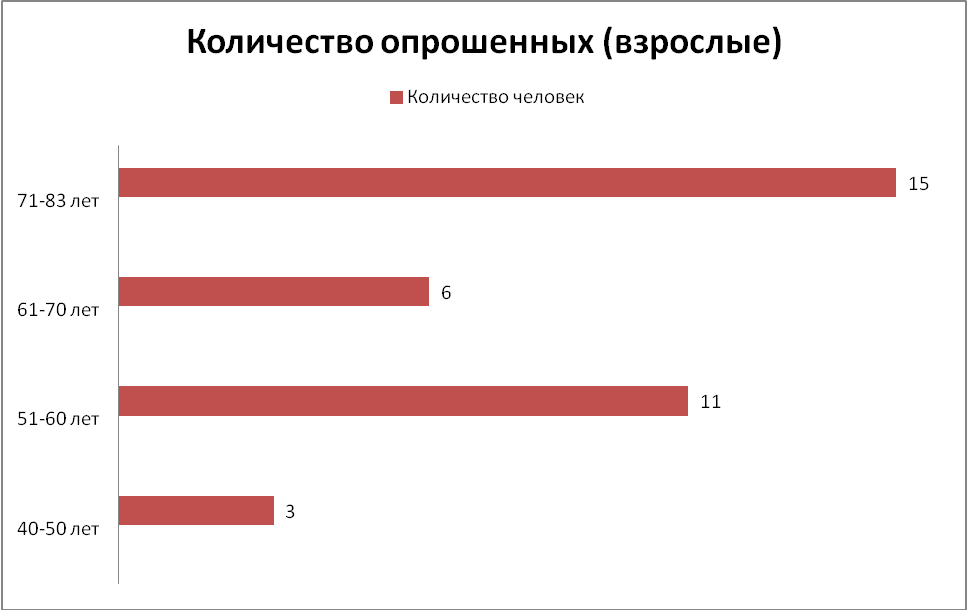 Количество опрошенных (взрослые)
Количество человек
71-83 лет
15
61-70 лет
6
51-60 лет
11
40-50 лет
3